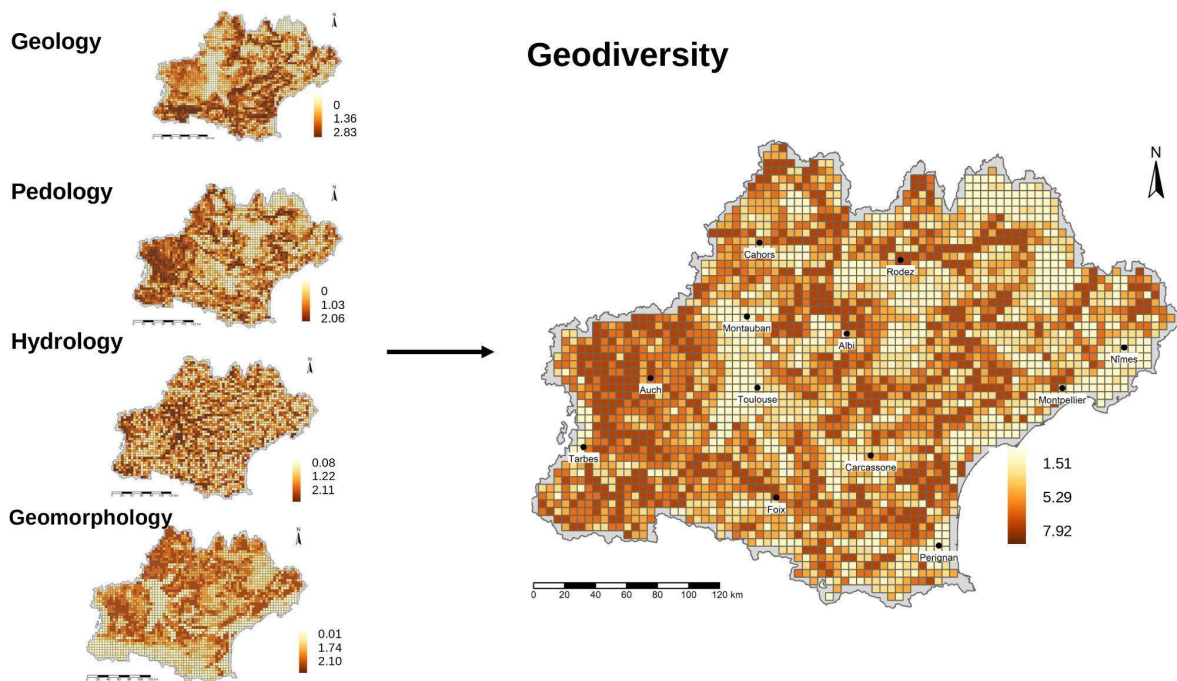 Geology
N
0
1.36
2.83
Pedology
N
0
1.03
2.06
Hydrology
N
0.08
1.22
2.11
Geomorphology
N
0.01
1.74
2.10
Geodiversity
N
Cahors
Rodez
Montauban
Albi
Nîmes
Auch
Toulouse
Montpellier
Tarbes
Carcassone
Foix
Perignan
1.51
5.29
7.92
0 20 40 60 80 100 120 km